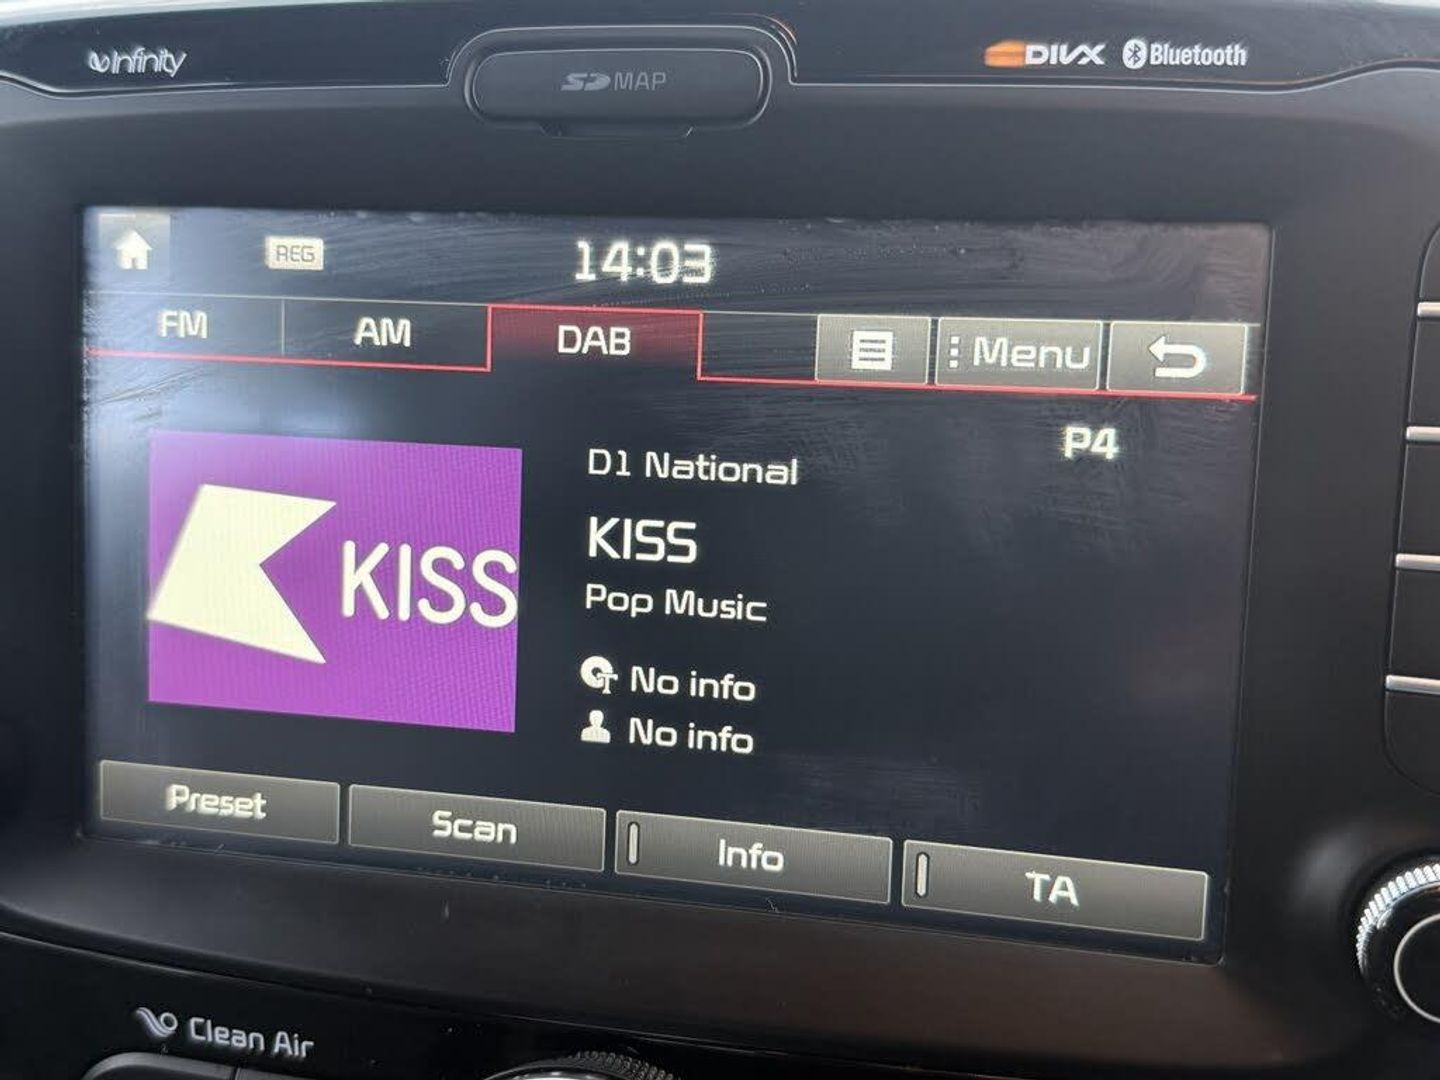 Infinity
SD MAP
DIVX Bluetooth
REG
14:03
FM AM DAB Menu
P4
D1 National
KISS
KISS
Pop Music
No info
No info
Preset Scan Info TA
Clean Air